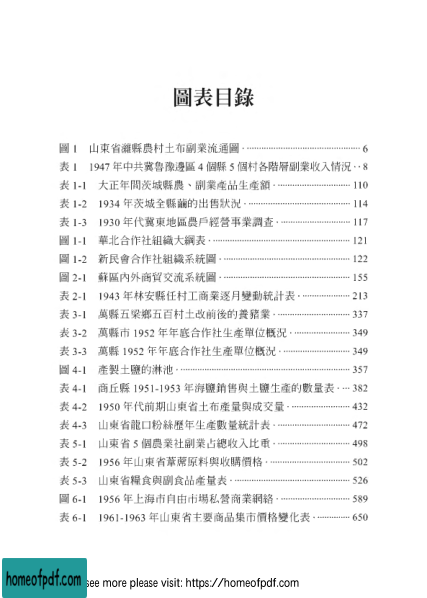 圖表目錄
圖 1 山東省濰縣農村土布副業流通圖 · 6
表 1 1947 年中共冀魯豫邊區 4 個縣 5 個村各階層副業收入情況 · 8
表 1-1 大正年間茨城縣農、副業產品生產額 · 110
表 1-2 1934 年茨城全縣繭的出售狀況 · 114
表 1-3 1930 年代冀東地區農戶經營事業調查 · 117
圖 1-1 華北合作社組織大綱表 · 121
圖 1-2 新民會合作社組織系統圖 · 122
圖 2-1 蘇區內外商貿交流系統圖 · 155
表 2-1 1943 年林安縣任村工商業逐月變動統計表 · 213
表 3-1 萬縣五梁鄉五百村土改前後的養豬業 · 337
表 3-2 萬縣市 1952 年年底合作社生產單位概況 · 349
表 3-3 萬縣 1952 年年底合作社生產單位概況 · 349
圖 4-1 產製土鹽的淋池 · 357
表 4-1 商丘縣 1951-1953 年海鹽銷售與土鹽生產的數量表 · 382
表 4-2 1950 年代前期山東省土布產量與成交量 · 432
表 4-3 山東省龍口粉絲歷年生產數量統計表 · 472
表 5-1 山東省 5 個農業社副業占總收入比重 · 498
表 5-2 1956 年山東省葦蓆原料與收購價格 · 502
表 5-3 山東省糧食與副食品產量表 · 526
圖 6-1 1956 年上海市自由市場私營商業網絡 · 589
表 6-1 1961-1963 年山東省主要商品集市價格變化表 · 650
homeofpdf.com
see more please visit: https://homeofpdf.com